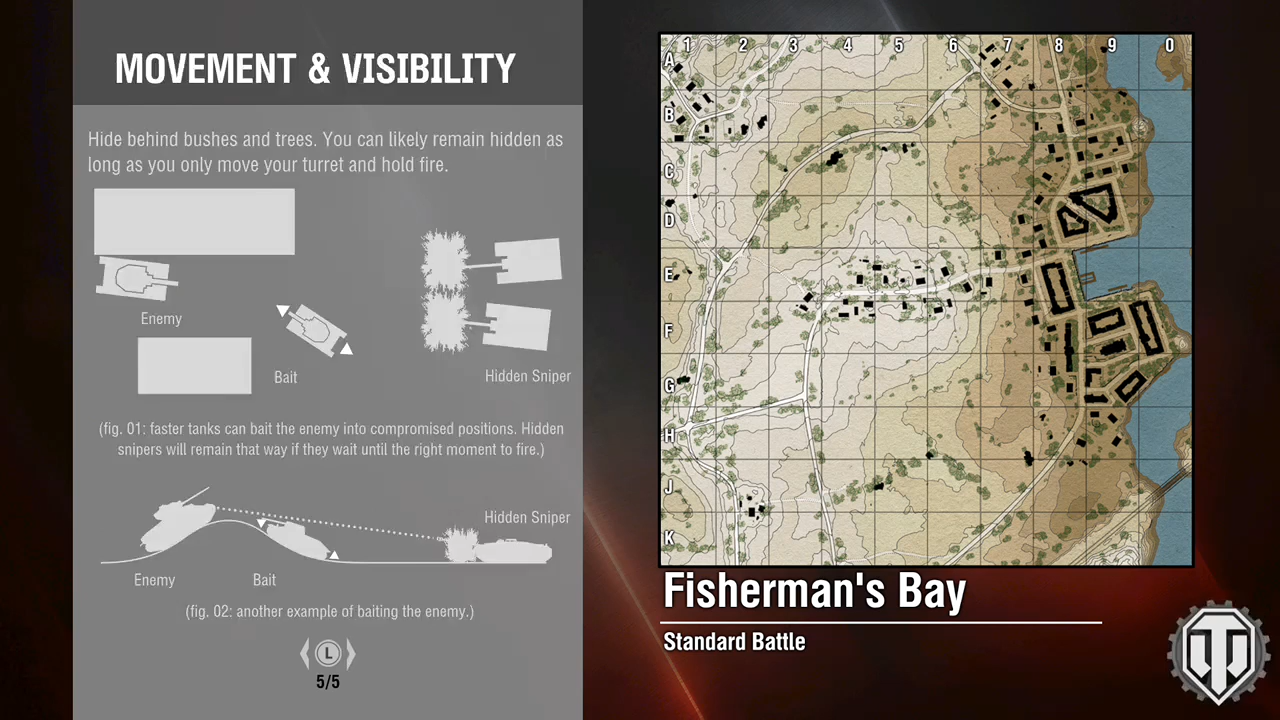 MOVEMENT & VISIBILITY
Hide behind bushes and trees. You can likely remain hidden as
long as you only move your turret and hold fire.
Enemy
Bait
Hidden Sniper
(fig. 01: faster tanks can bait the enemy into compromised positions. Hidden
snipers will remain that way if they wait until the right moment to fire.)
Hidden Sniper
Enemy
Bait
(fig. 02: another example of baiting the enemy.)
L
5/5
1 2 3 4 5 6 7 8 9 0
A
B
C
D
E
F
G
H
J
K
Fisherman's Bay
Standard Battle